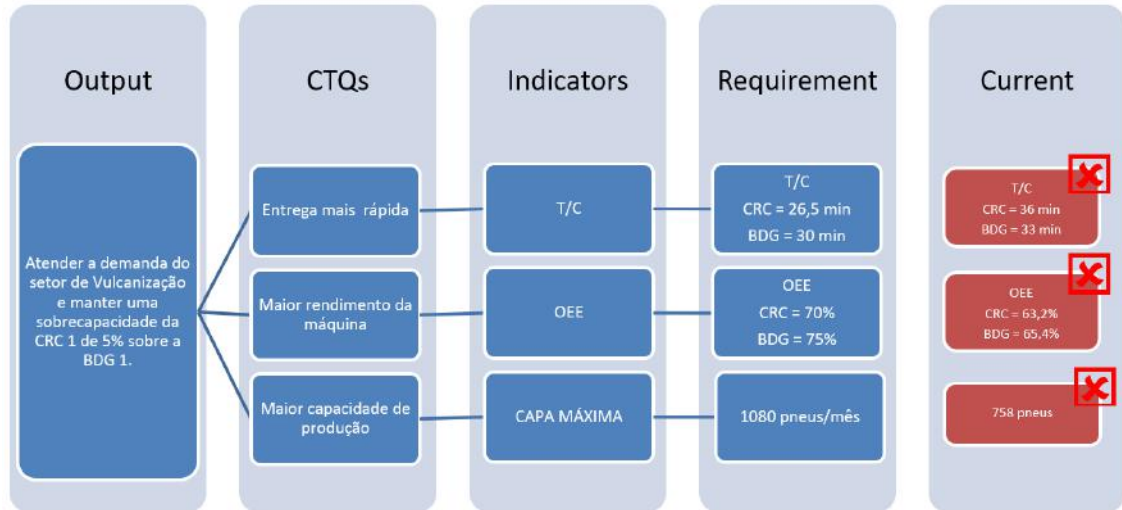 Output
CTQs
Indicators
Requirement
Current
Atender a demanda do
setor de Vulcanização
e manter uma
sobrecapacidade da
CRC 1 de 5% sobre a
BDG 1.
Entrega mais rápida
T/C
T/C
CRC = 26,5 min
BDG = 30 min
T/C
CRC = 36 min
BDG = 33 min
Maior rendimento da
máquina
OEE
OEE
CRC = 70%
BDG = 75%
OEE
CRC = 63,2%
BDG = 65,4%
Maior capacidade de
produção
CAPA MÁXIMA
1080 pneus/mês
758 pneus